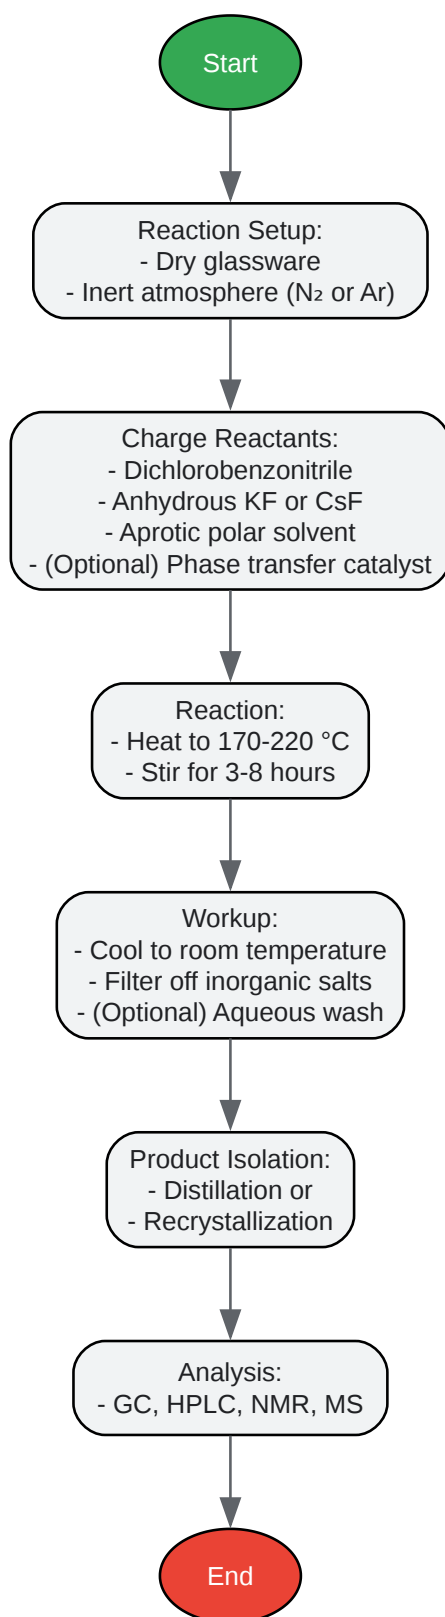 Start
Reaction Setup:
- Dry glassware
- Inert atmosphere (N₂ or Ar)
Charge Reactants:
- Dichlorobenzonitrile
- Anhydrous KF or CsF
- Aprotic polar solvent
- (Optional) Phase transfer catalyst
Reaction:
- Heat to 170-220 °C
- Stir for 3-8 hours
Workup:
- Cool to room temperature
- Filter off inorganic salts
- (Optional) Aqueous wash
Product Isolation:
- Distillation or
- Recrystallization
Analysis:
- GC, HPLC, NMR, MS
End